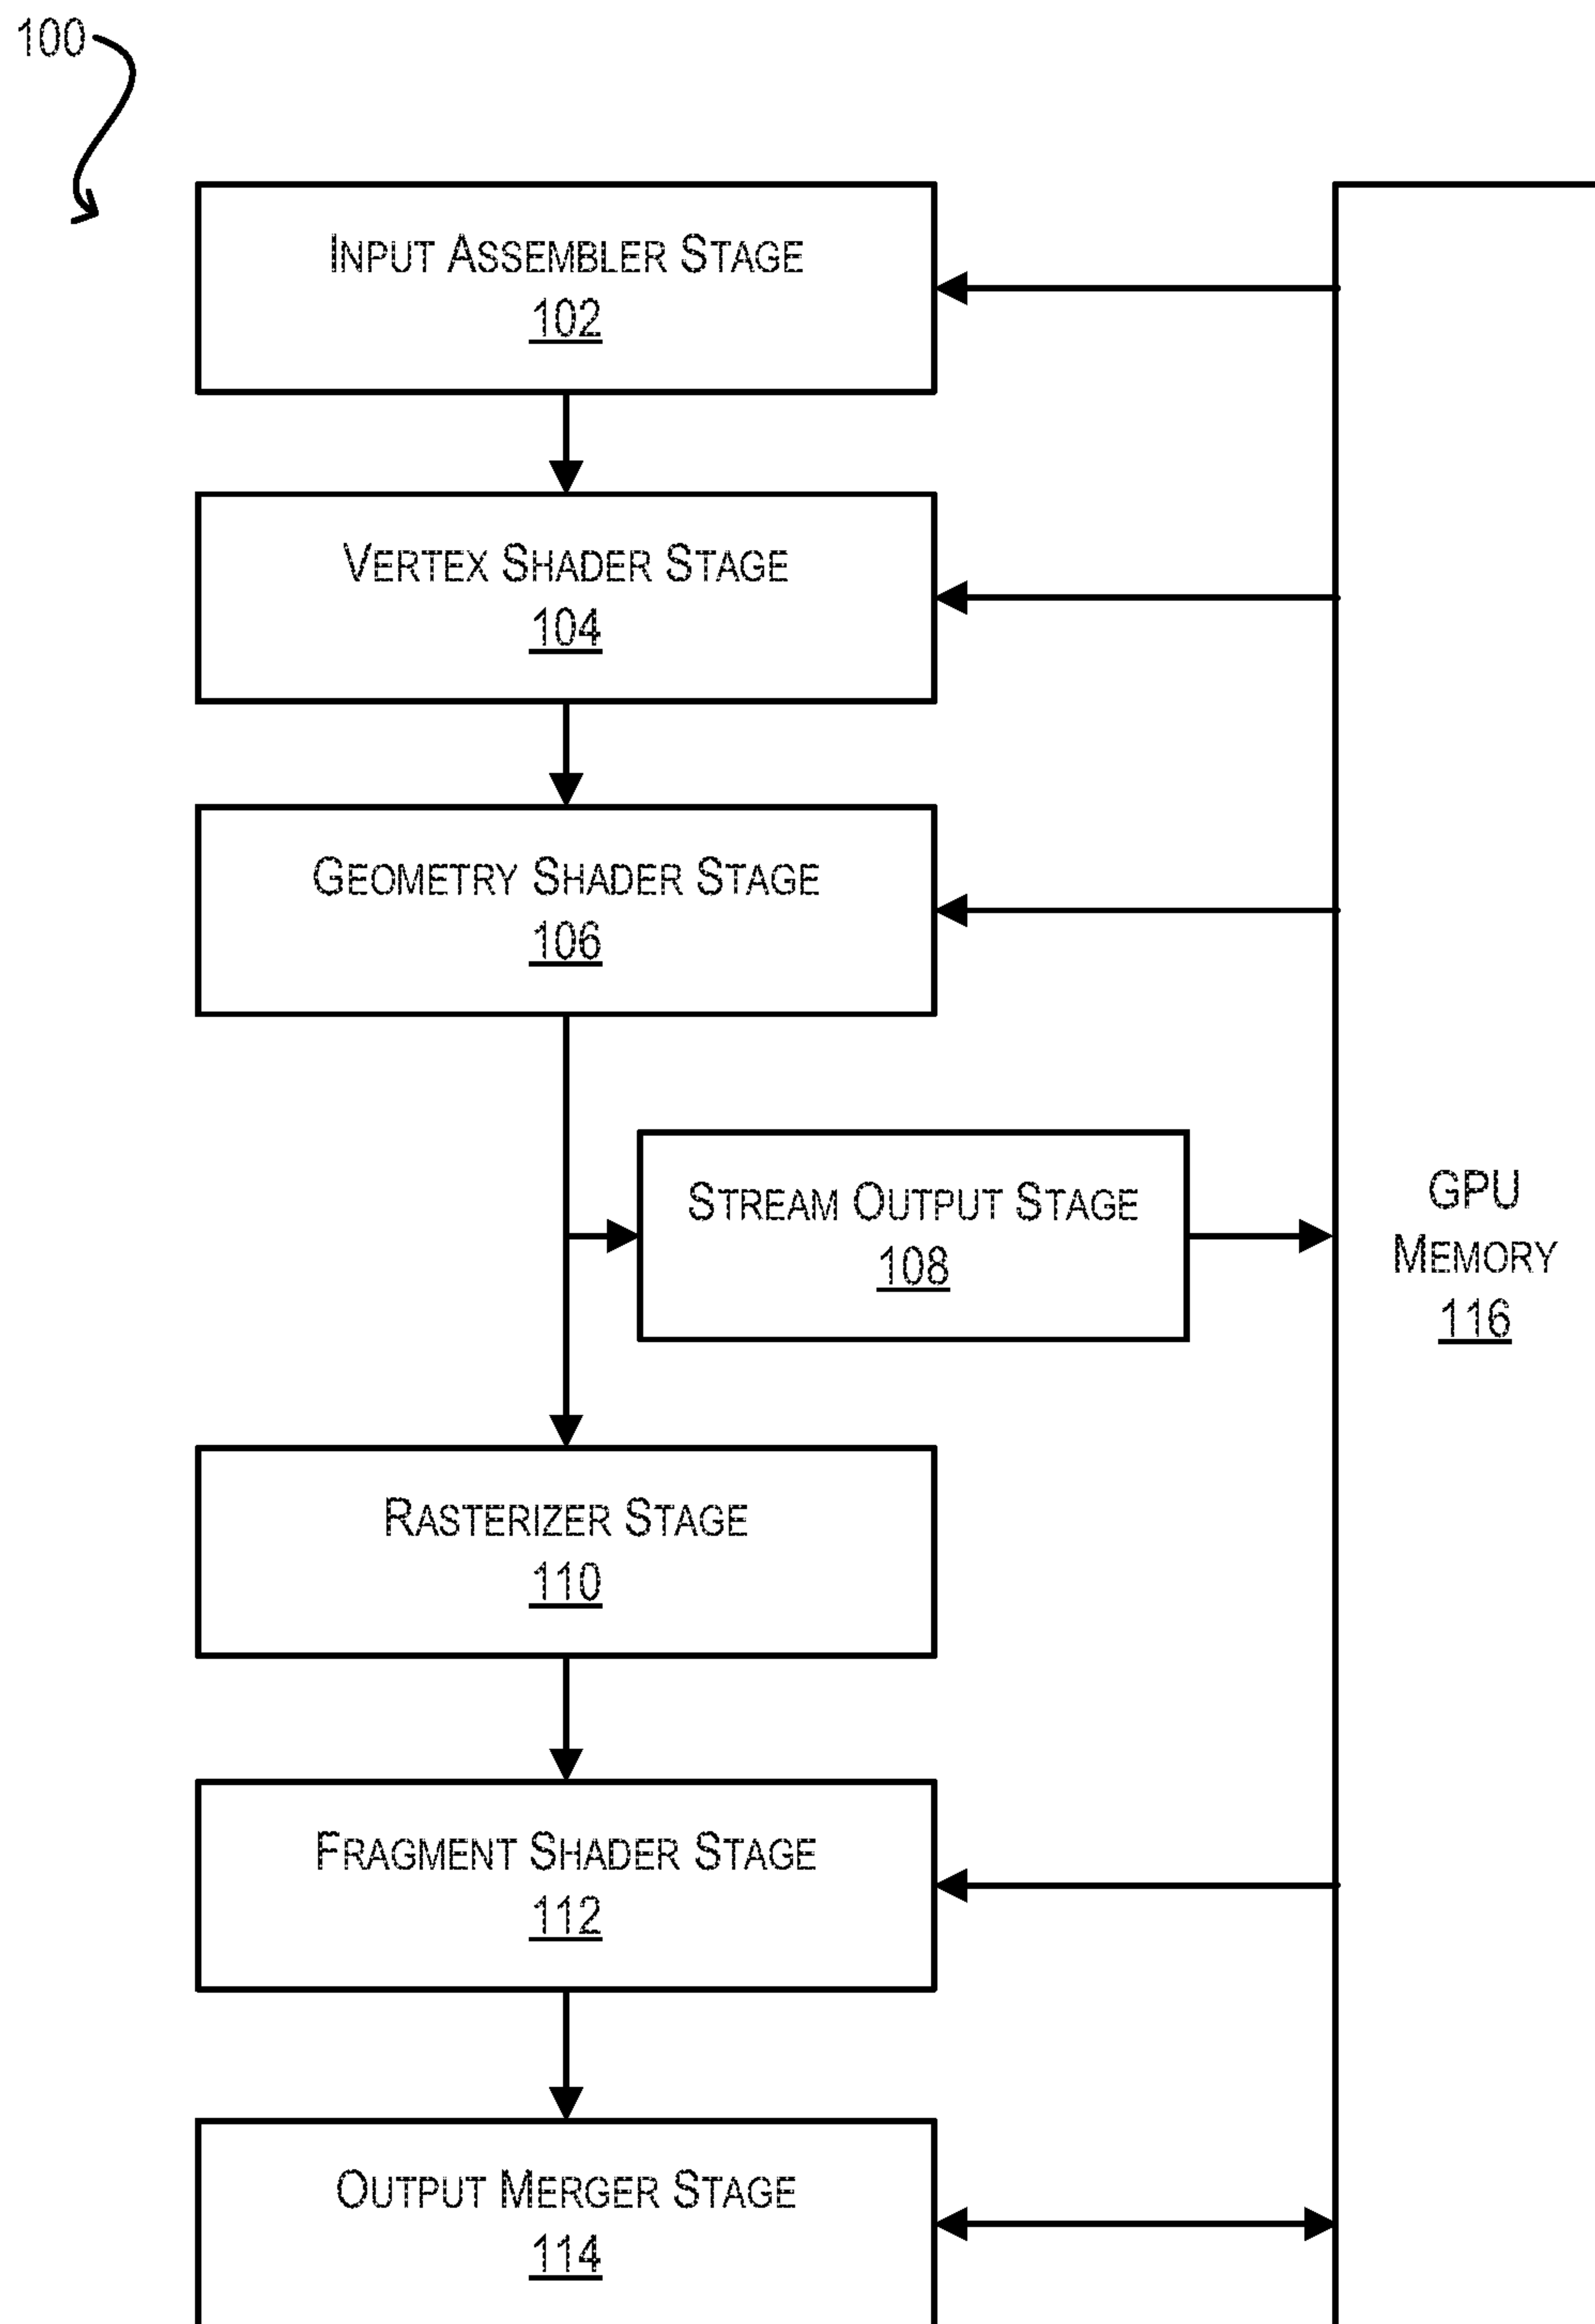 100
INPUT ASSEMBLER STAGE
102
VERTEX SHADER STAGE
104
GEOMETRY SHADER STAGE
106
STREAM OUTPUT STAGE
108
GPU
MEMORY
116
RASTERIZER STAGE
110
FRAGMENT SHADER STAGE
112
OUTPUT MERGER STAGE
114